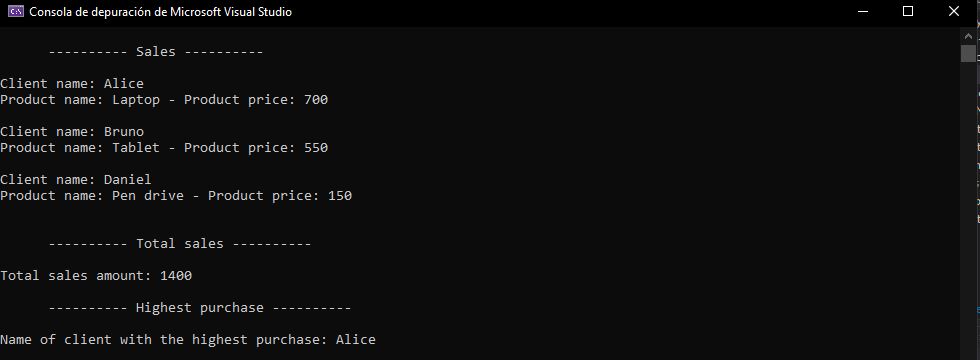 Consola de depuración de Microsoft Visual Studio
---------- Sales ----------
Client name: Alice
Product name: Laptop - Product price: 700
Client name: Bruno
Product name: Tablet - Product price: 550
Client name: Daniel
Product name: Pen drive - Product price: 150
---------- Total sales ----------
Total sales amount: 1400
---------- Highest purchase ----------
Name of client with the highest purchase: Alice